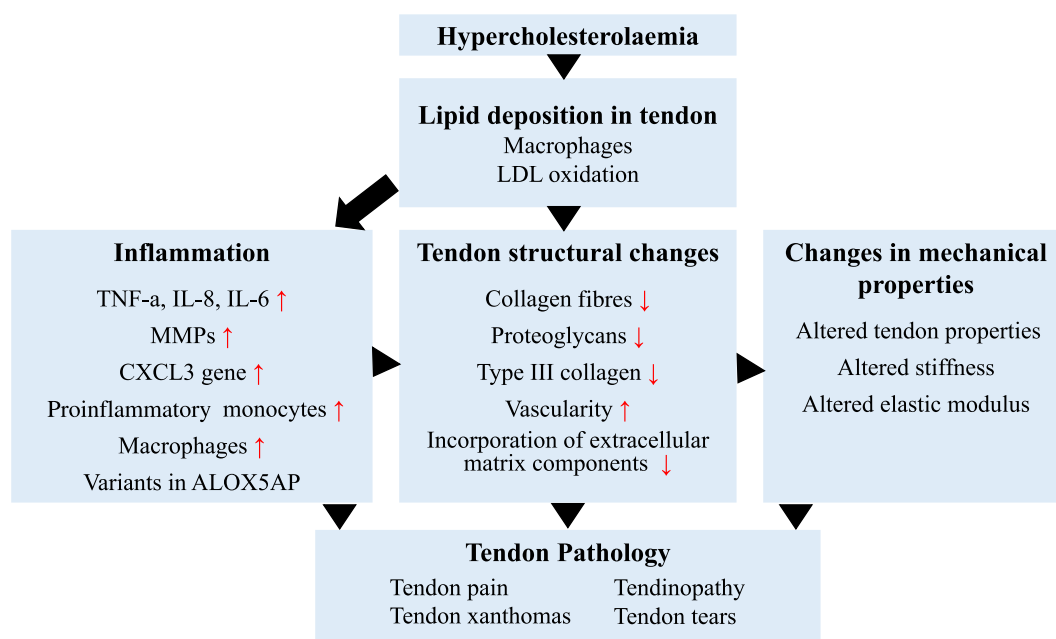 Hypercholesterolaemia
Lipid deposition in tendon
Macrophages
LDL oxidation
Inflammation
TNF-a, IL-8, IL-6 ↑
MMPs ↑
CXCL3 gene ↑
Proinflammatory monocytes ↑
Macrophages ↑
Variants in ALOX5AP
Tendon structural changes
Collagen fibres ↓
Proteoglycans ↓
Type III collagen ↓
Vascularity ↑
Incorporation of extracellular
matrix components ↓
Changes in mechanical
properties
Altered tendon properties
Altered stiffness
Altered elastic modulus
Tendon Pathology
Tendon pain
Tendon xanthomas
Tendinopathy
Tendon tears